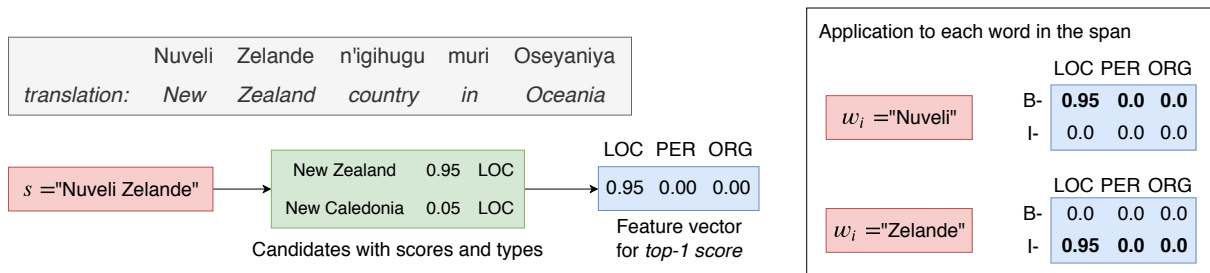 Nuveli Zelande n'igihugu muri Oseyaniya
translation: New Zealand country in Oceania
s ="Nuveli Zelande"
New Zealand 0.95 LOC
New Caledonia 0.05 LOC
Candidates with scores and types
LOC PER ORG
0.95 0.00 0.00
Feature vector
for top-1 score
Application to each word in the span
w_i ="Nuveli"
LOC PER ORG
B- 0.95 0.0 0.0
I- 0.0 0.0 0.0
w_i ="Zelande"
LOC PER ORG
B- 0.0 0.0 0.0
I- 0.95 0.0 0.0